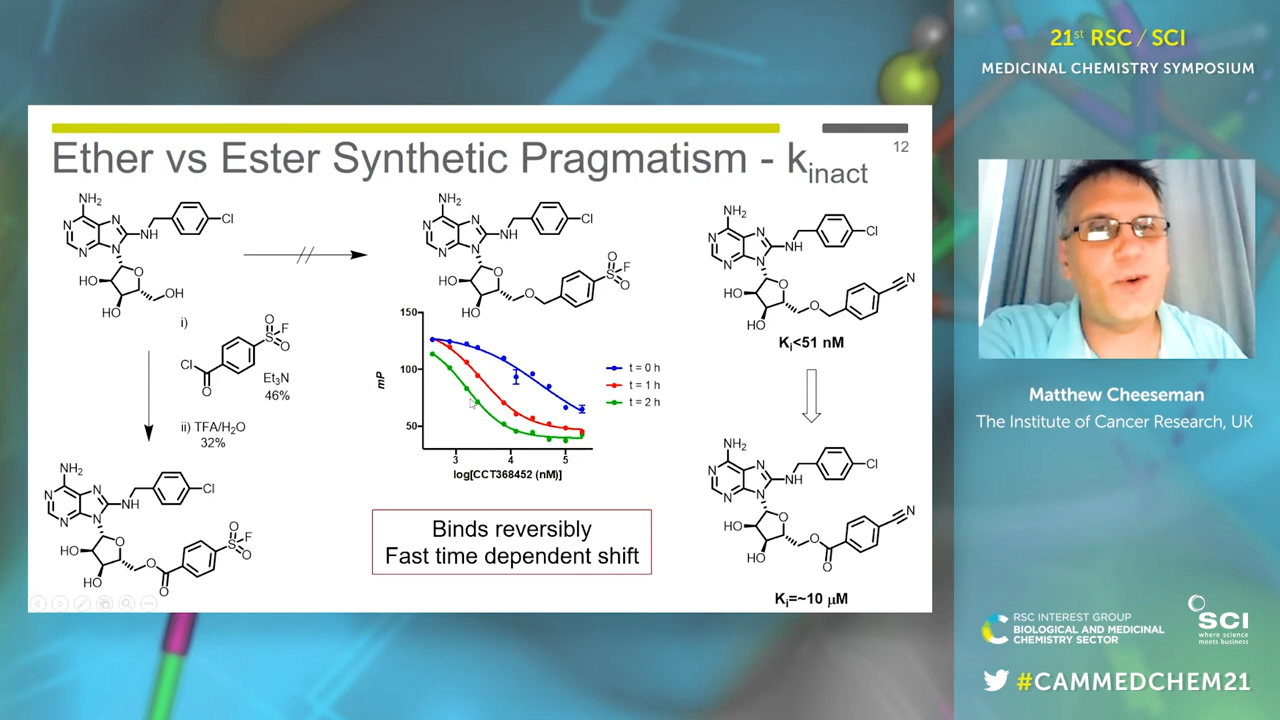 21st RSC / SCI
MEDICINAL CHEMISTRY SYMPOSIUM
12
Ether vs Ester Synthetic Pragmatism - kinact
NH2
N
N
N
N
NH
Cl
HO
O
OH
HO
i)
Cl
O
O
S
F
O
Et3N
46%
ii) TFA/H2O
32%
NH2
N
N
N
N
NH
Cl
HO
O
HO
O
O
O
S
F
O
NH2
N
N
N
N
NH
Cl
HO
O
HO
O
O
S
F
O
150
100
50
mP
3
4
5
log[CCT368452 (nM)]
t = 0 h
t = 1 h
t = 2 h
Binds reversibly
Fast time dependent shift
NH2
N
N
N
N
NH
Cl
HO
O
HO
O
N
Ki<51 nM
NH2
N
N
N
N
NH
Cl
HO
O
HO
O
O
N
Ki=~10 μM
Matthew Cheeseman
The Institute of Cancer Research, UK
RSC INTEREST GROUP
BIOLOGICAL AND MEDICINAL
CHEMISTRY SECTOR
SCI
where science
meets business
#CAMMEDCHEM21